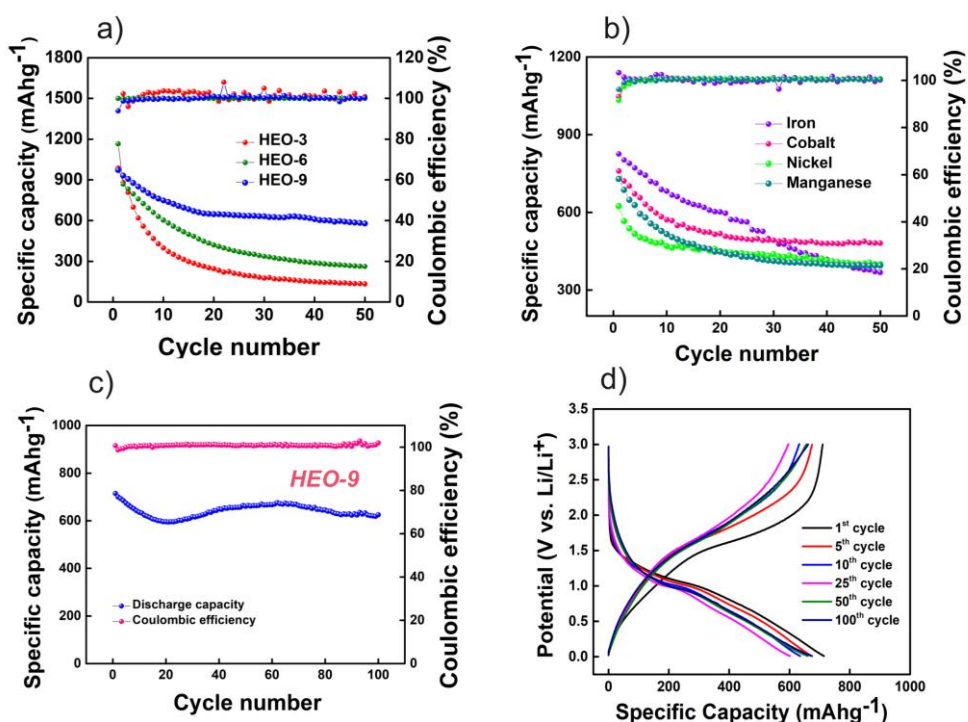 a)
Specific capacity (mAhg⁻¹)
1800
1500
1200
900
600
300
0
HEO-3
HEO-6
HEO-9
120
100
80
60
40
20
0
Coulombic efficiency (%)
0 10 20 30 40 50
Cycle number
b)
Specific capacity (mAhg⁻¹)
1200
900
600
300
Iron
Cobalt
Nickel
Manganese
100
80
60
40
20
0
Coulombic efficiency (%)
0 10 20 30 40 50
Cycle number
c)
Specific capacity (mAhg⁻¹)
1000
800
600
400
200
0
HEO-9
Discharge capacity
Coulombic efficiency
100
80
60
40
20
0
Coulombic efficiency (%)
0 20 40 60 80 100
Cycle number
d)
Potential (V vs. Li/Li⁺)
3.5
3.0
2.5
2.0
1.5
1.0
0.5
0.0
1ˢᵗ cycle
5ᵗʰ cycle
10ᵗʰ cycle
25ᵗʰ cycle
50ᵗʰ cycle
100ᵗʰ cycle
0 200 400 600 800 1000
Specific Capacity (mAhg⁻¹)